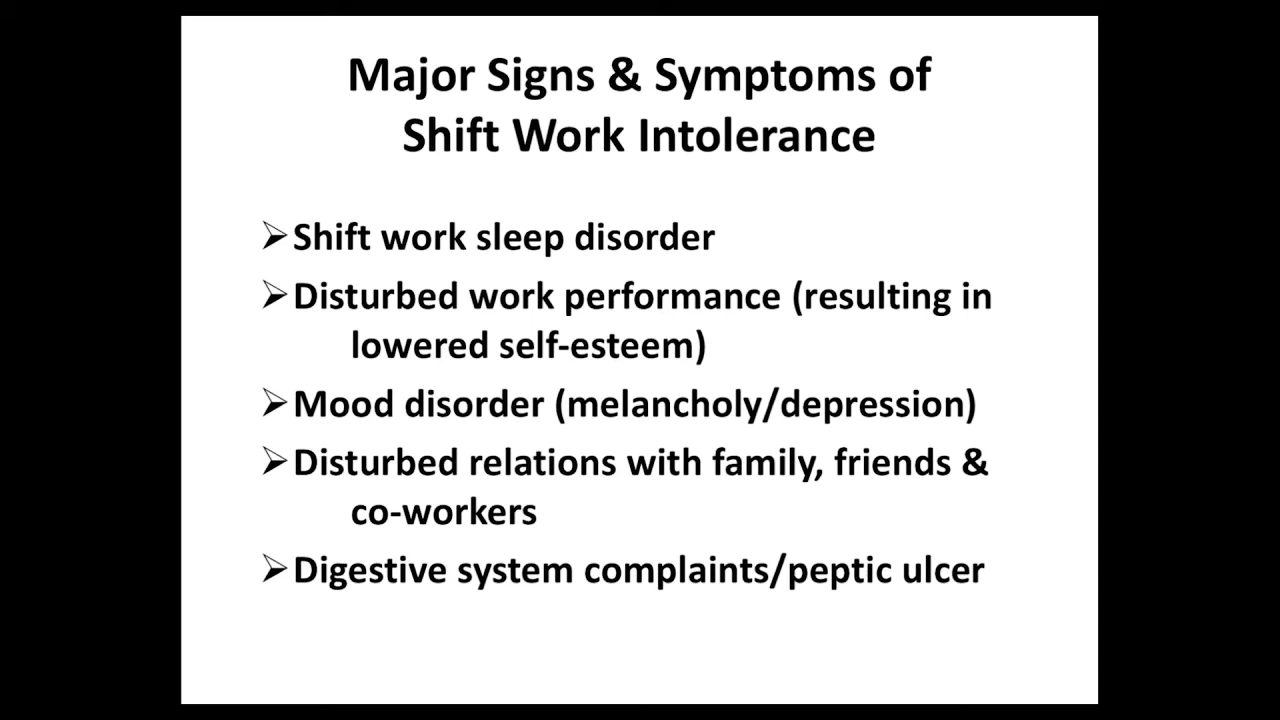 Major Signs & Symptoms of
Shift Work Intolerance
➢Shift work sleep disorder
➢Disturbed work performance (resulting in
lowered self-esteem)
➢Mood disorder (melancholy/depression)
➢Disturbed relations with family, friends &
co-workers
➢Digestive system complaints/peptic ulcer